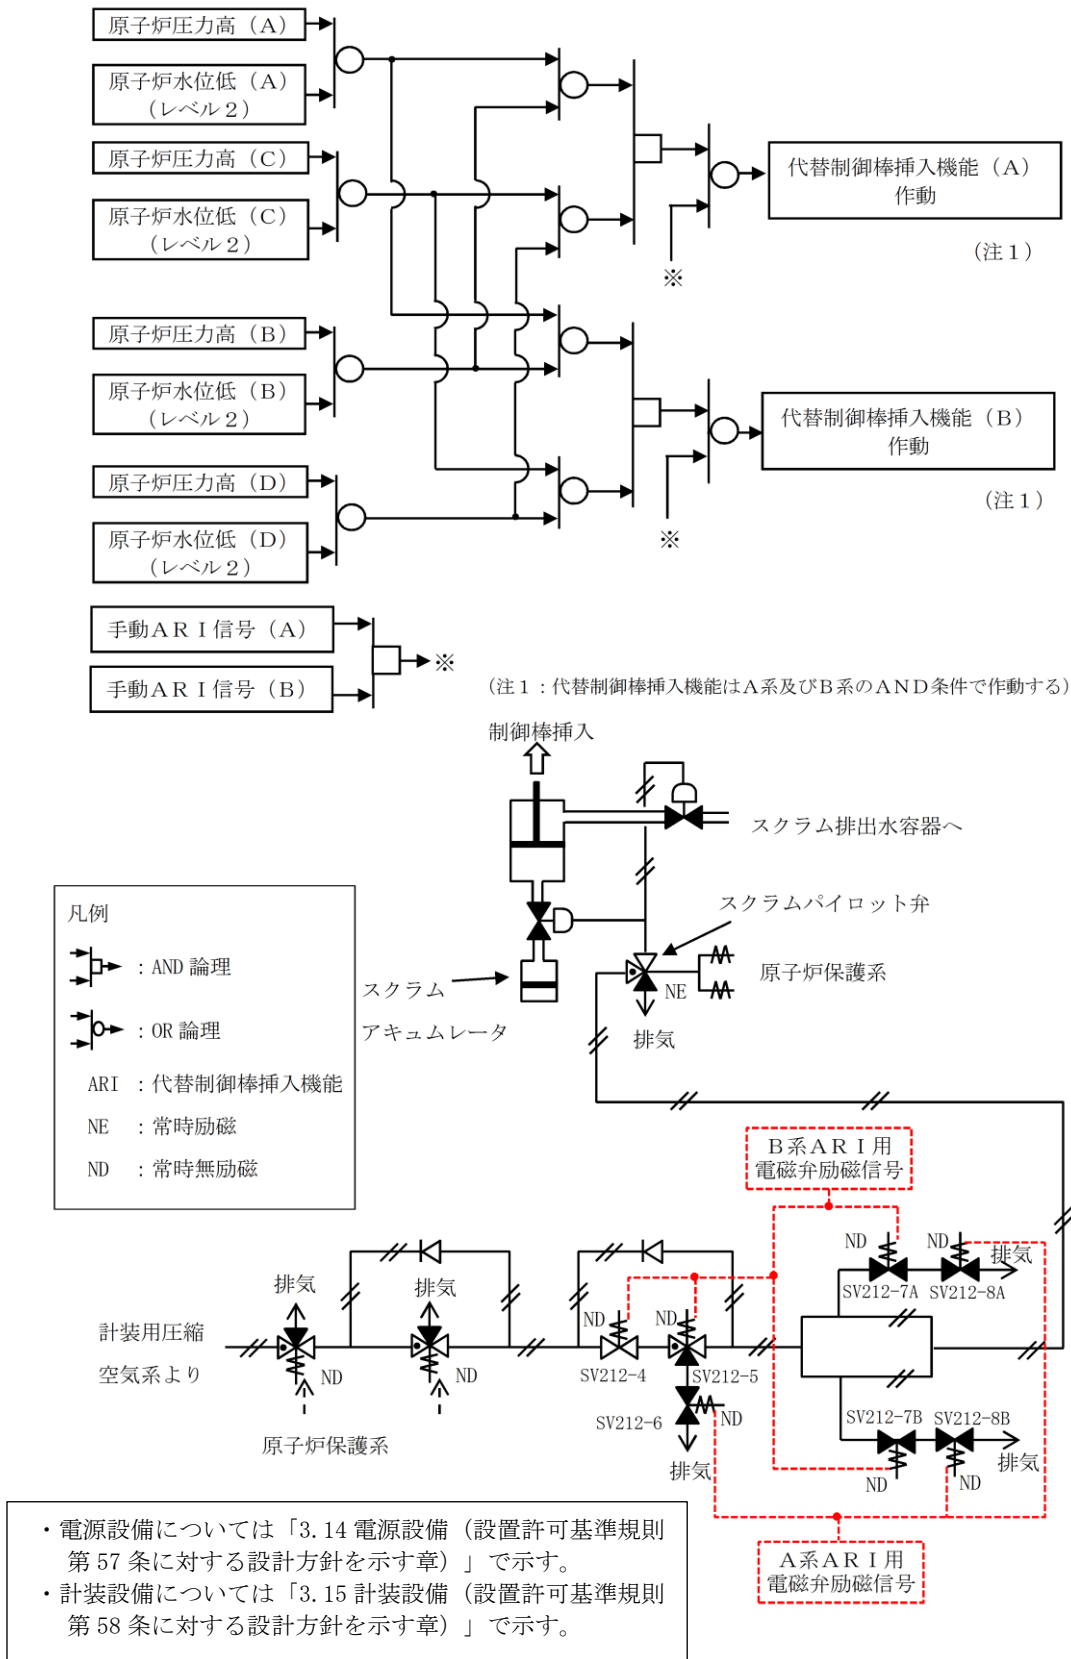 原子炉圧力高（A）
原子炉水位低（A）
（レベル２）
原子炉圧力高（C）
原子炉水位低（C）
（レベル２）
代替制御棒挿入機能（A）
作動
（注１）
※
原子炉圧力高（B）
原子炉水位低（B）
（レベル２）
代替制御棒挿入機能（B）
作動
（注１）
※
原子炉圧力高（D）
原子炉水位低（D）
（レベル２）
手動ARI信号（A）
手動ARI信号（B）
※
（注１：代替制御棒挿入機能はA系及びB系のAND条件で作動する）
制御棒挿入
スクラム排出水容器へ
スクラムパイロット弁
原子炉保護系
NE
排気
スクラム
アキュムレータ
凡例
：AND 論理
：OR 論理
ARI ：代替制御棒挿入機能
NE ：常時励磁
ND ：常時無励磁
B系ARI用
電磁弁励磁信号
ND
ND
排気
SV212-7A
SV212-8A
排気
排気
ND
ND
計装用圧縮
空気系より
ND
ND
SV212-4
SV212-5
SV212-6
ND
排気
原子炉保護系
SV212-7B
SV212-8B
排気
ND
ND
A系ARI用
電磁弁励磁信号
・電源設備については「3.14 電源設備（設置許可基準規則
第 57 条に対する設計方針を示す章）」で示す。
・計装設備については「3.15 計装設備（設置許可基準規則
第 58 条に対する設計方針を示す章）」で示す。